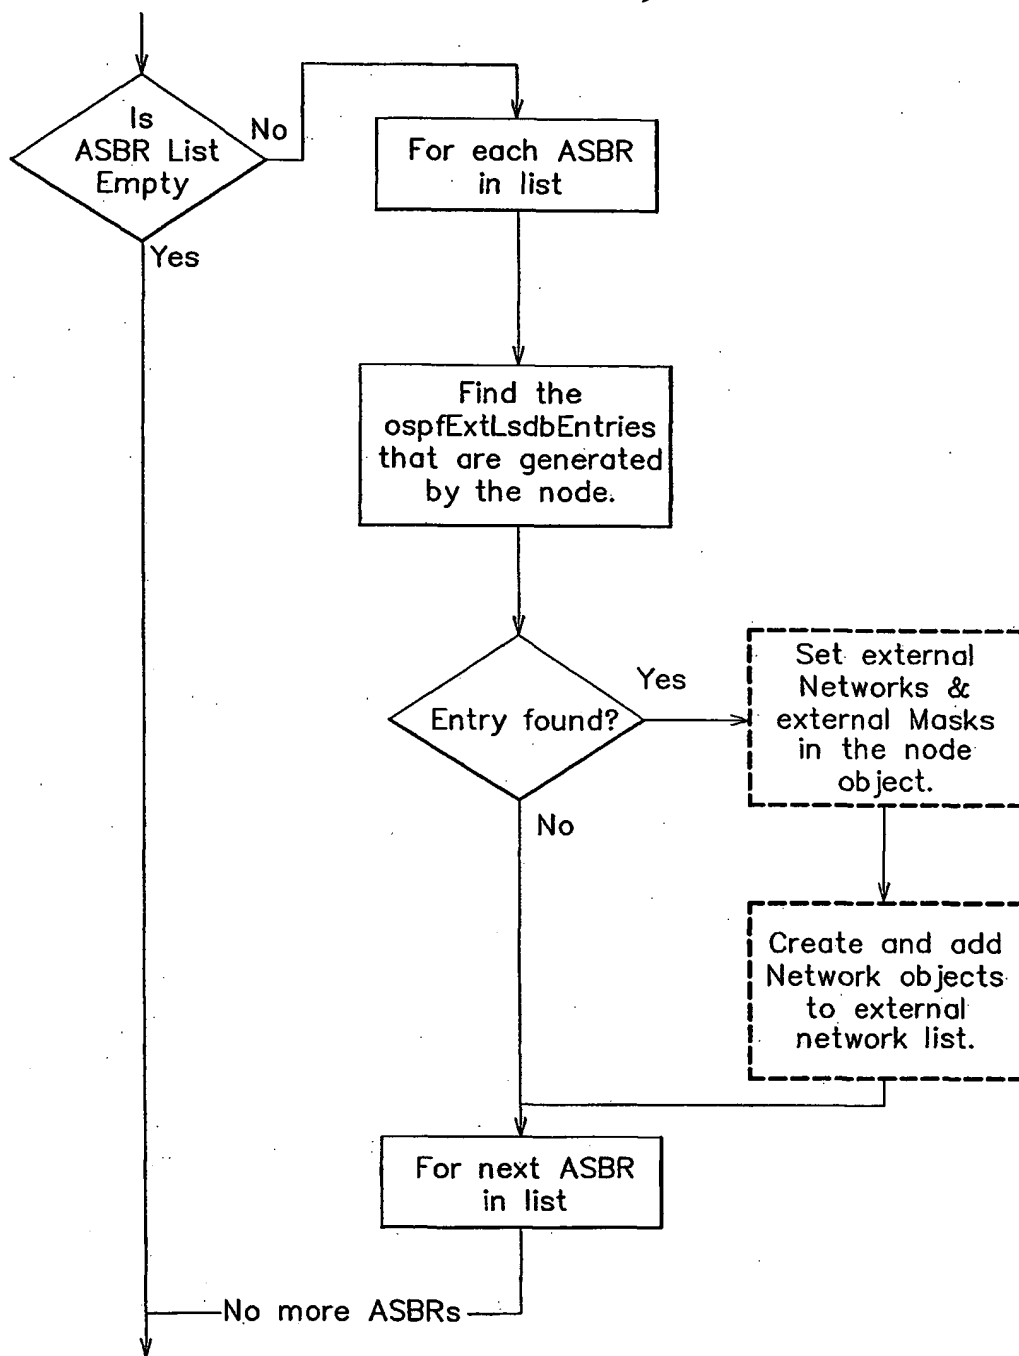 Is
ASBR List
Empty
No
Yes
For each ASBR
in list
Find the
ospfExtLsdbEntries
that are generated
by the node.
Entry found?
Yes
No
Set external
Networks &
external Masks
in the node
object.
Create and add
Network objects
to external
network list.
For next ASBR
in list
No more ASBRs